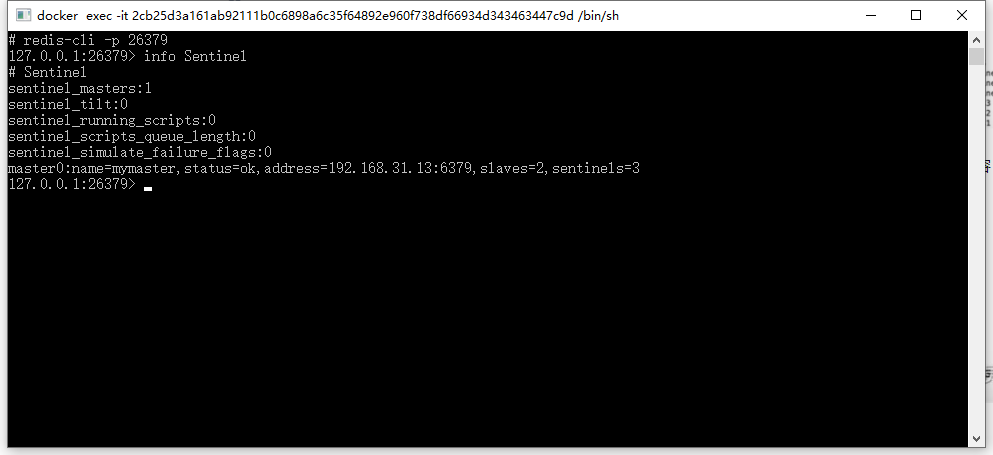 docker exec -it 2cb25d3a161ab92111b0c6898a6c35f64892e960f738df66934d343463447c9d /bin/sh
# redis-cli -p 26379
127.0.0.1:26379> info Sentinel
# Sentinel
sentinel_masters:1
sentinel_tilt:0
sentinel_running_scripts:0
sentinel_scripts_queue_length:0
sentinel_simulate_failure_flags:0
master0:name=mymaster,status=ok,address=192.168.31.13:6379,slaves=2,sentinels=3
127.0.0.1:26379>